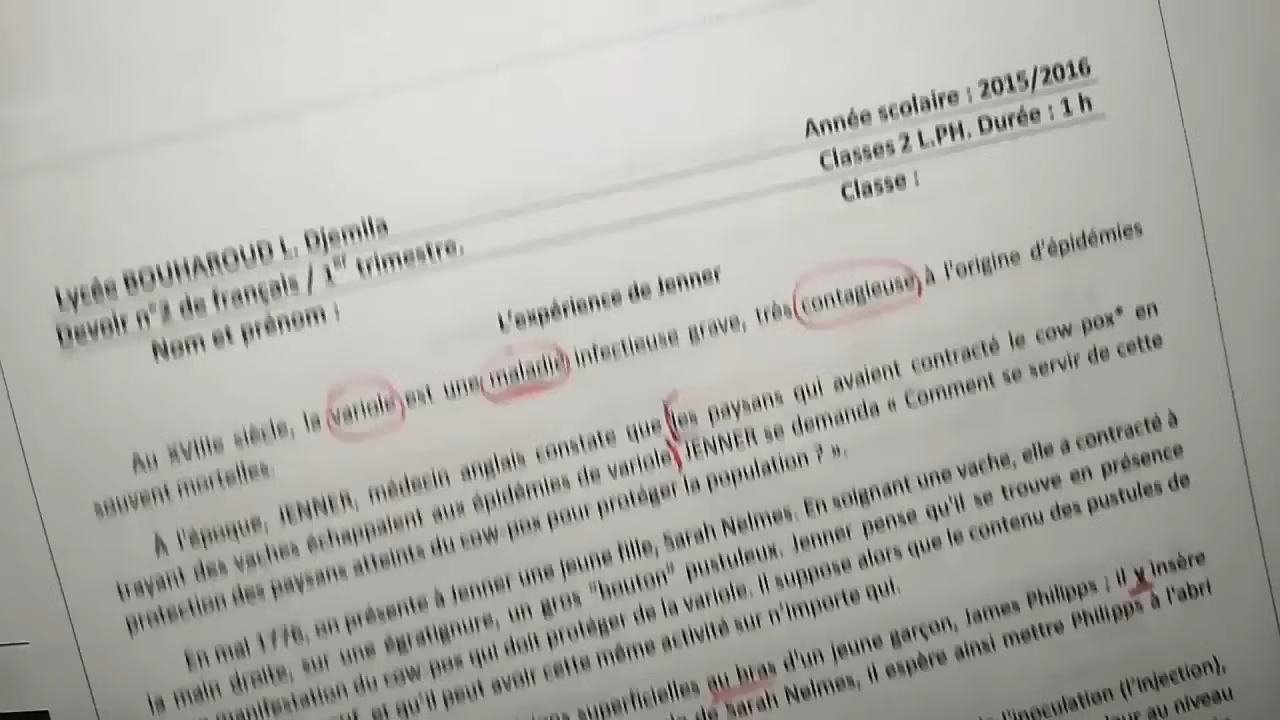 Année scolaire : 2015/2016
Classes 2 L.PH. Durée : 1 h
Classe :
Lycée BOUHAROUD L. Djemila
Devoir n°2 de français / 1er trimestre.
Nom et prénom :
L'expérience de Jenner
Au XVIIIe siècle, la variole est une maladie infectieuse grave, très contagieuse à l'origine d'épidémies
souvent mortelles.
À l'époque, JENNER, médecin anglais constate que les paysans qui avaient contracté le cow pox* en
trayant des vaches échappaient aux épidémies de variole. JENNER se demanda « Comment se servir de cette
protection des paysans atteints du cow pox pour protéger la population ? ».
En mai 1776, on présente à Jenner une jeune fille, Sarah Nelmes. En soignant une vache, elle a contracté à
la main droite, sur une égratignure, un gros "bouton" pustuleux. Jenner pense qu'il se trouve en présence
manifestation du cow pox qui doit protéger de la variole. Il suppose alors que le contenu des pustules de
et qu'il peut avoir cette même activité sur n'importe qui.
superficielles au bras d'un jeune garçon, James Philipps : il y insère
de Sarah Nelmes, il espère ainsi mettre Philipps à l'abri
l'inoculation (l'injection),
au niveau